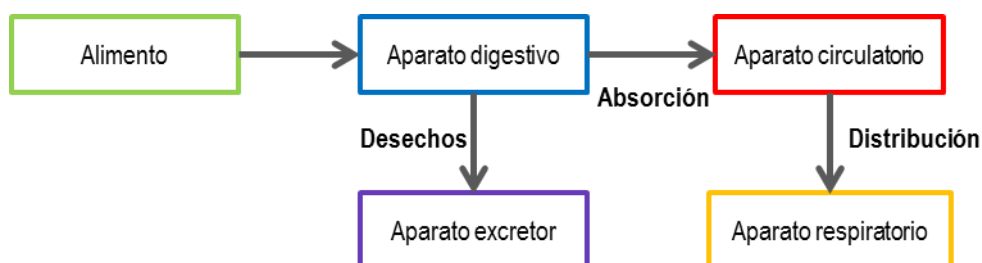 Alimento
Aparato digestivo
Aparato circulatorio
Absorción
Desechos
Distribución
Aparato excretor
Aparato respiratorio